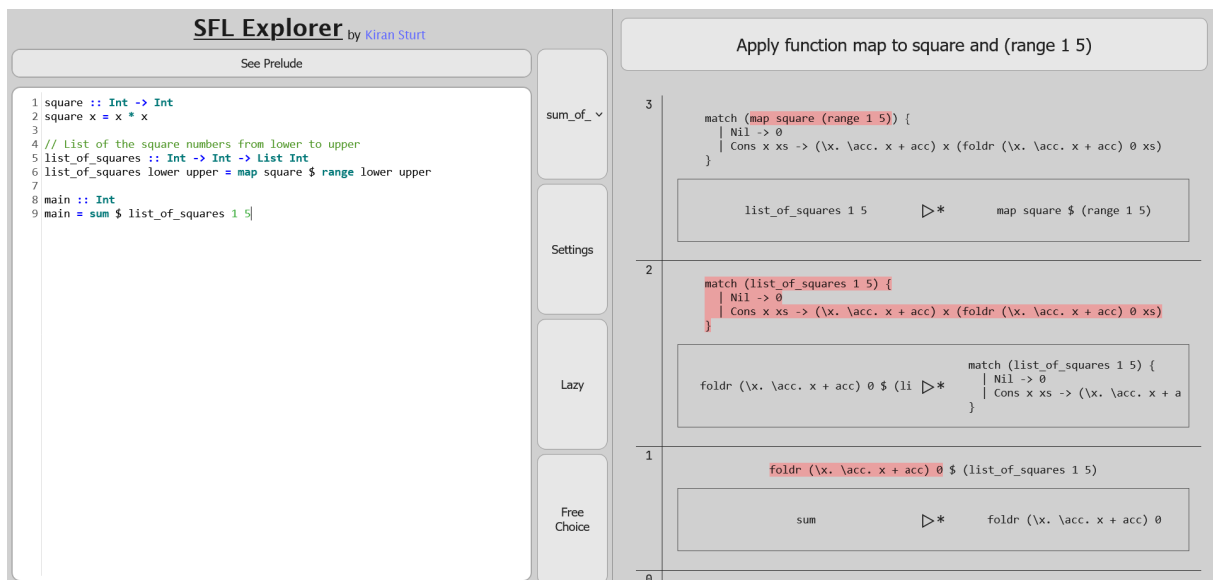 SFL Explorer by Kiran Sturt
See Prelude
1 square :: Int -> Int
2 square x = x * x
3
4 // List of the square numbers from lower to upper
5 list_of_squares :: Int -> Int -> List Int
6 list_of_squares lower upper = map square $ range lower upper
7
8 main :: Int
9 main = sum $ list_of_squares 1 5
sum_of_
Settings
Lazy
Free
Choice
Apply function map to square and (range 1 5)
3
match (map square (range 1 5)) {
| Nil -> 0
| Cons x xs -> (\x. \acc. x + acc) x (foldr (\x. \acc. x + acc) 0 xs)
}
list_of_squares 1 5 ▷* map square $ (range 1 5)
2
match (list_of_squares 1 5) {
| Nil -> 0
| Cons x xs -> (\x. \acc. x + acc) x (foldr (\x. \acc. x + acc) 0 xs)
}
foldr (\x. \acc. x + acc) 0 $ (li ▷*
match (list_of_squares 1 5) {
| Nil -> 0
| Cons x xs -> (\x. \acc. x + a
}
1
foldr (\x. \acc. x + acc) 0 $ (list_of_squares 1 5)
sum ▷* foldr (\x. \acc. x + acc) 0
0